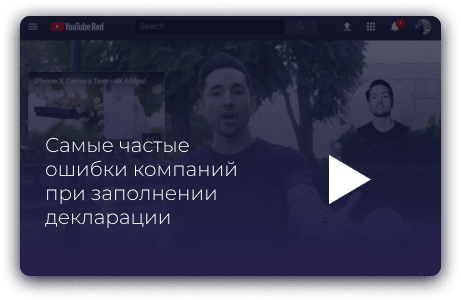 YouTube Red
Search
iPhone X Camera Test - 4K 60fps!
Самые частые
ошибки компаний
при заполнении
декларации